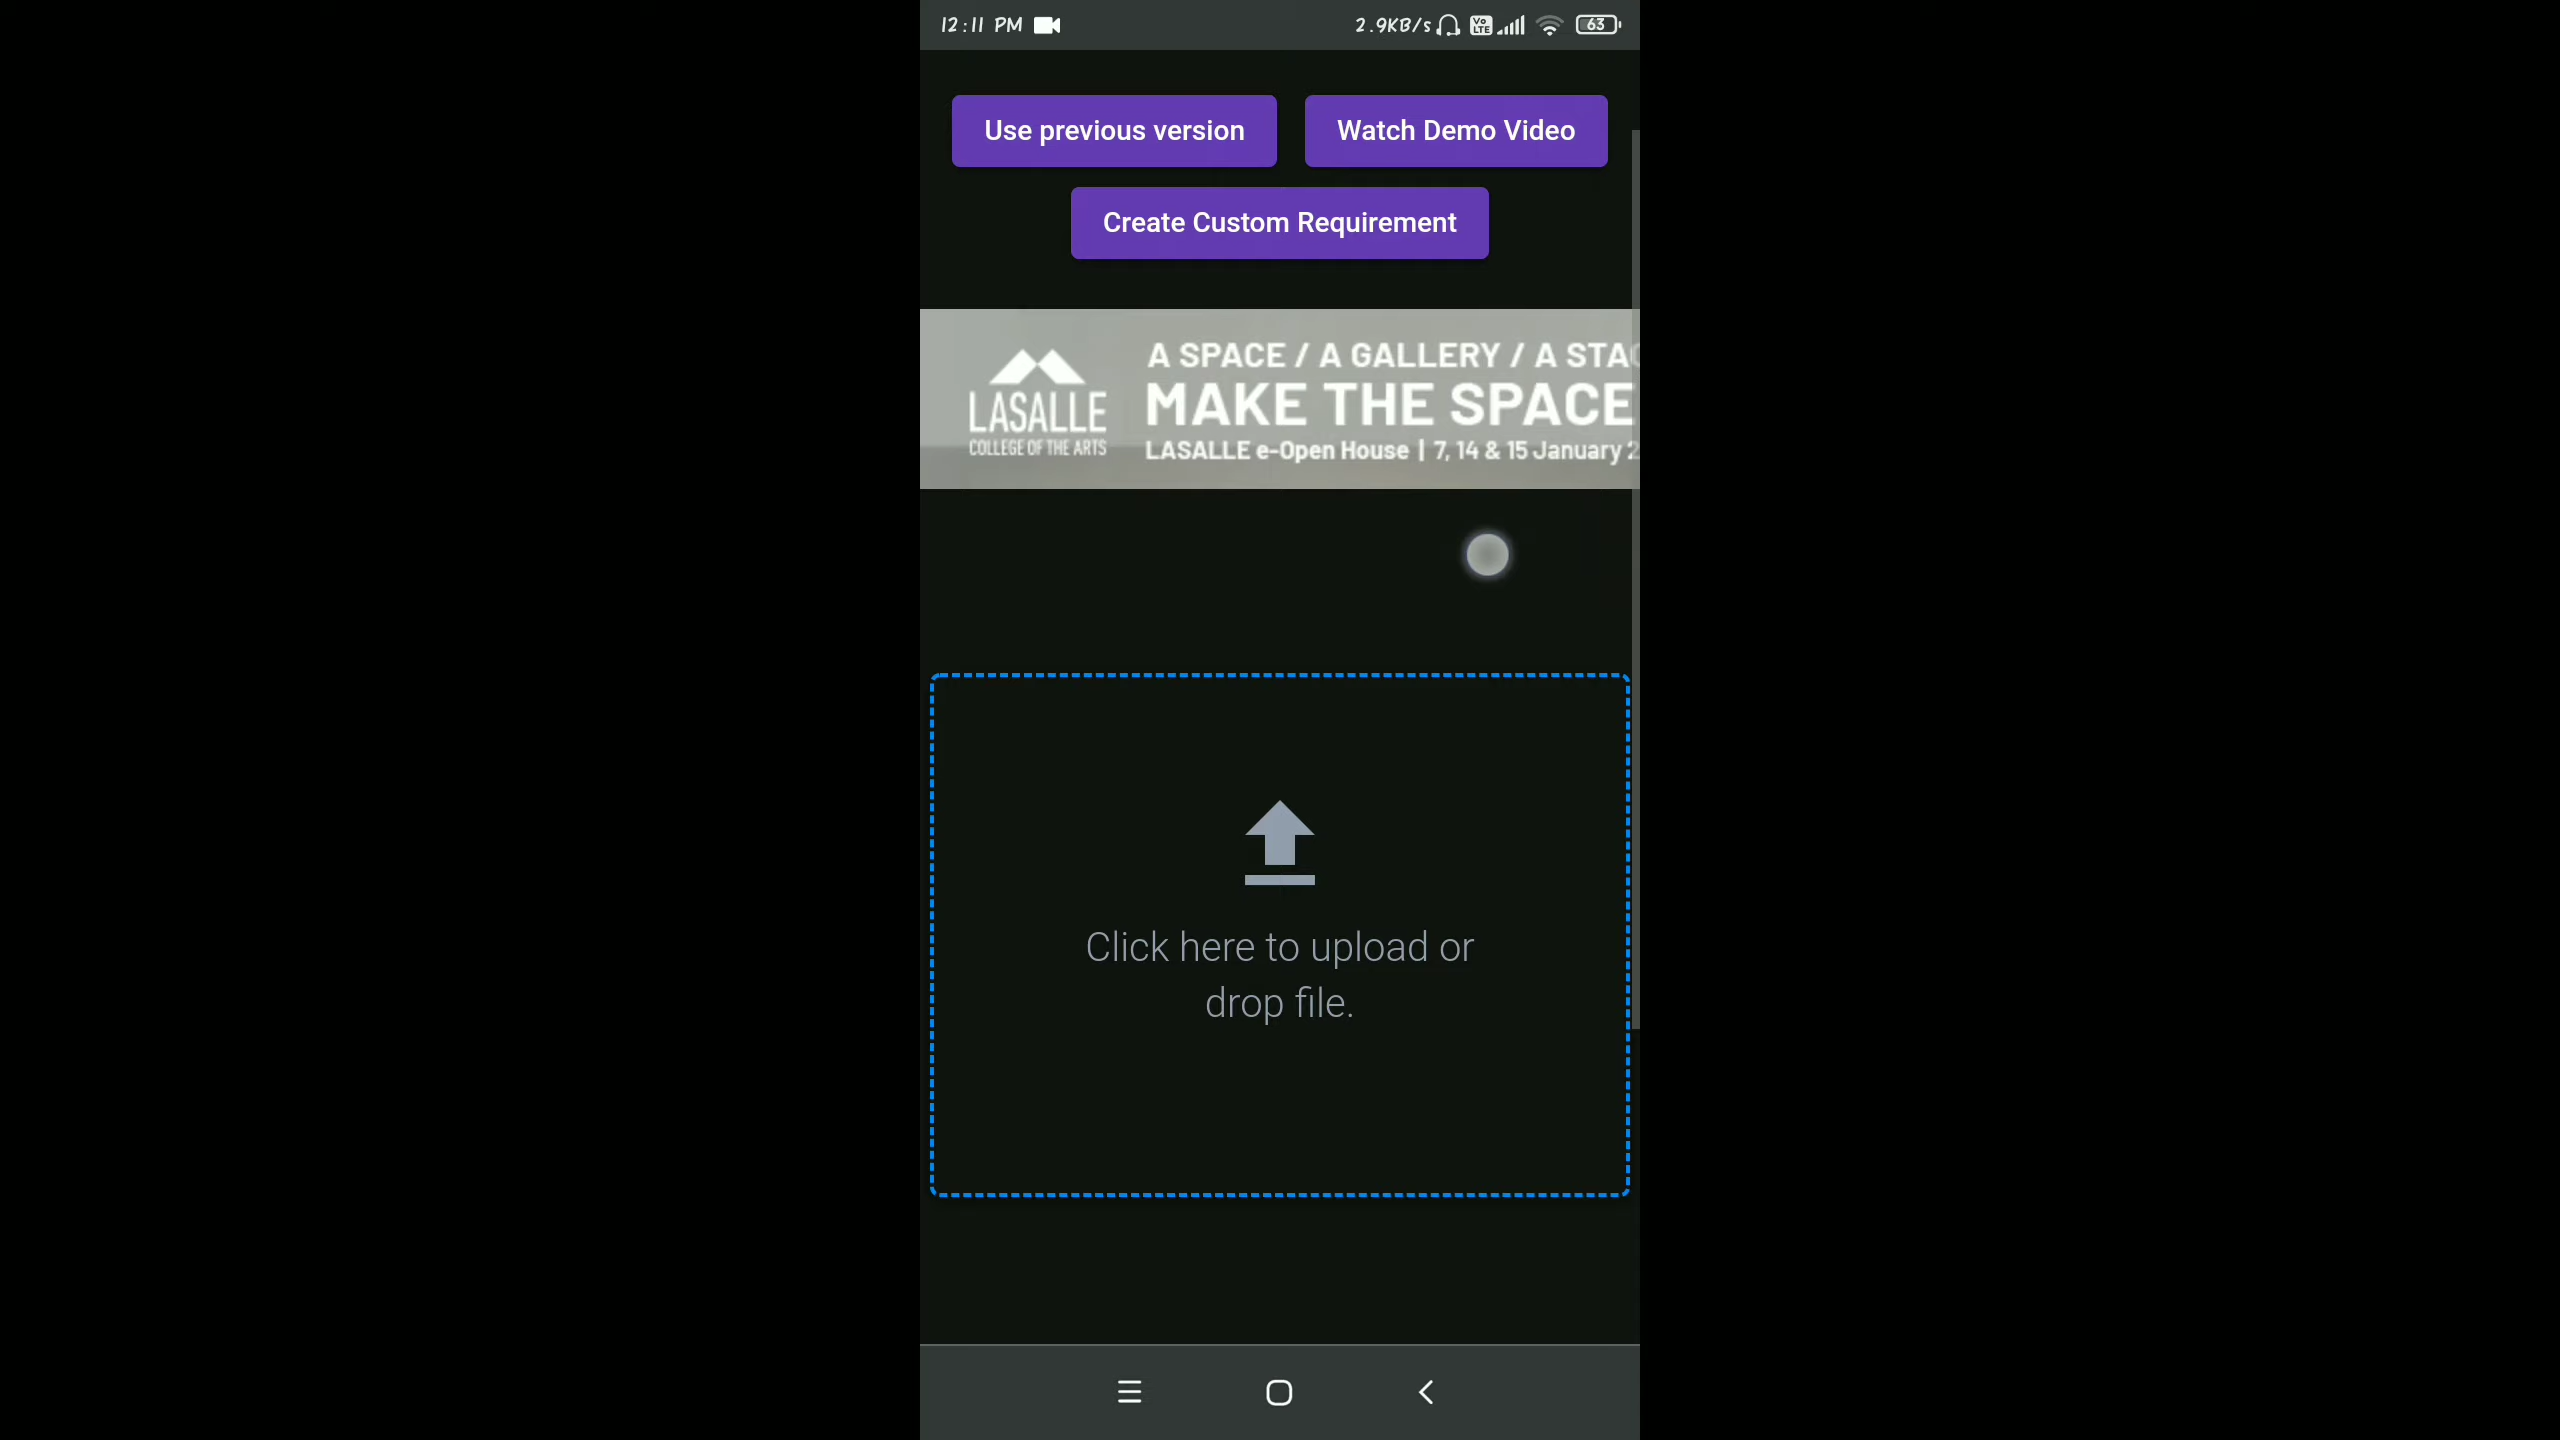 12:11 PM
2.9KB/s Vo LTE 63
Use previous version
Watch Demo Video
Create Custom Requirement
LASALLE
COLLEGE OF THE ARTS
A SPACE / A GALLERY / A
MAKE THE SPACE
LASALLE e-Open House | 7, 14 & 15 January
Click here to upload or
drop file.